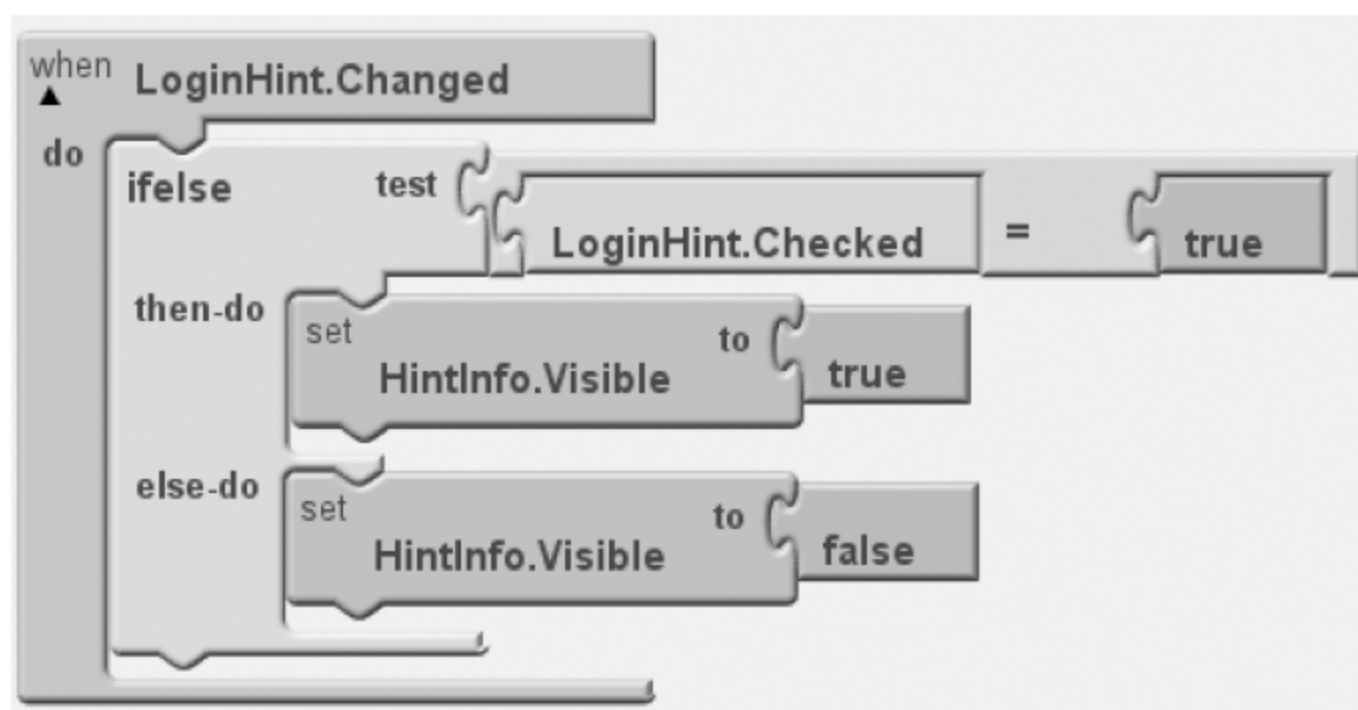 when LoginHint.Changed
do
ifelse test LoginHint.Checked = true
then-do set HintInfo.Visible to true
else-do set HintInfo.Visible to false